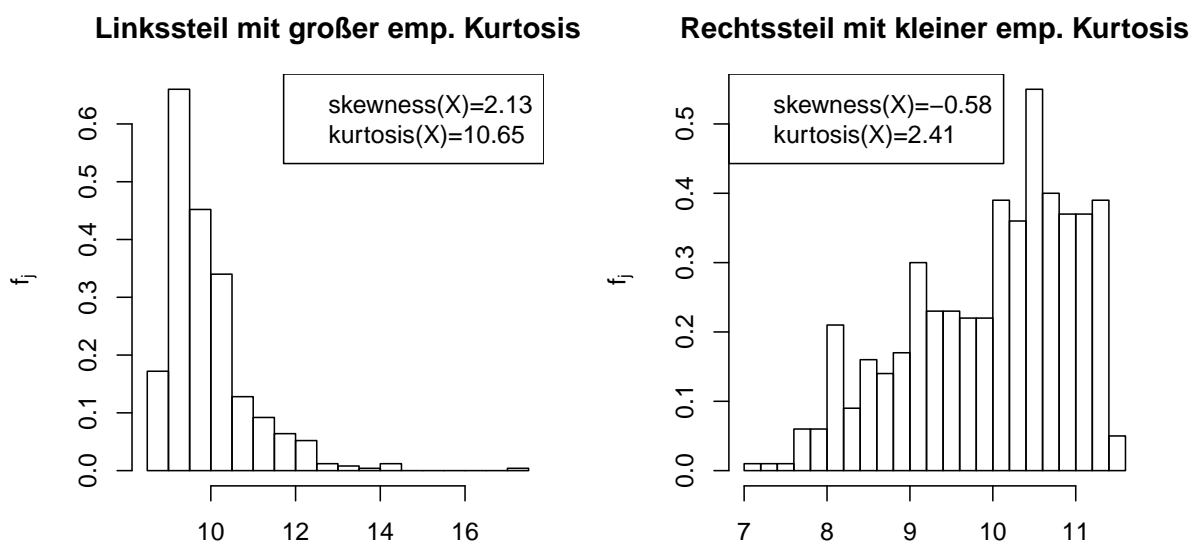 Linkssteil mit großer emp. Kurtosis
skewness(X)=2.13
kurtosis(X)=10.65
f_j
0.6
0.5
0.4
0.3
0.2
0.1
0.0
10 12 14 16
Rechtssteil mit kleiner emp. Kurtosis
skewness(X)=−0.58
kurtosis(X)=2.41
f_j
0.5
0.4
0.3
0.2
0.1
0.0
7 8 9 10 11